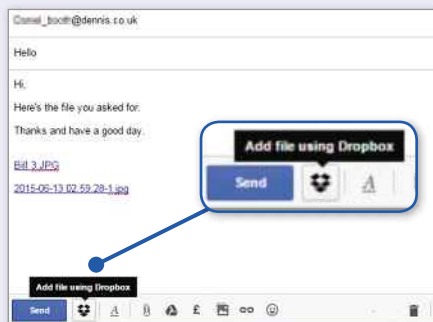 @dennis.co.uk
Hello
Hi,
Here's the file you asked for.
Thanks and have a good day.
Bill 3.JPG
2015-06-13 02.59.28-1.jpg
Add file using Dropbox
Send
A
Add file using Dropbox
Send
A
£